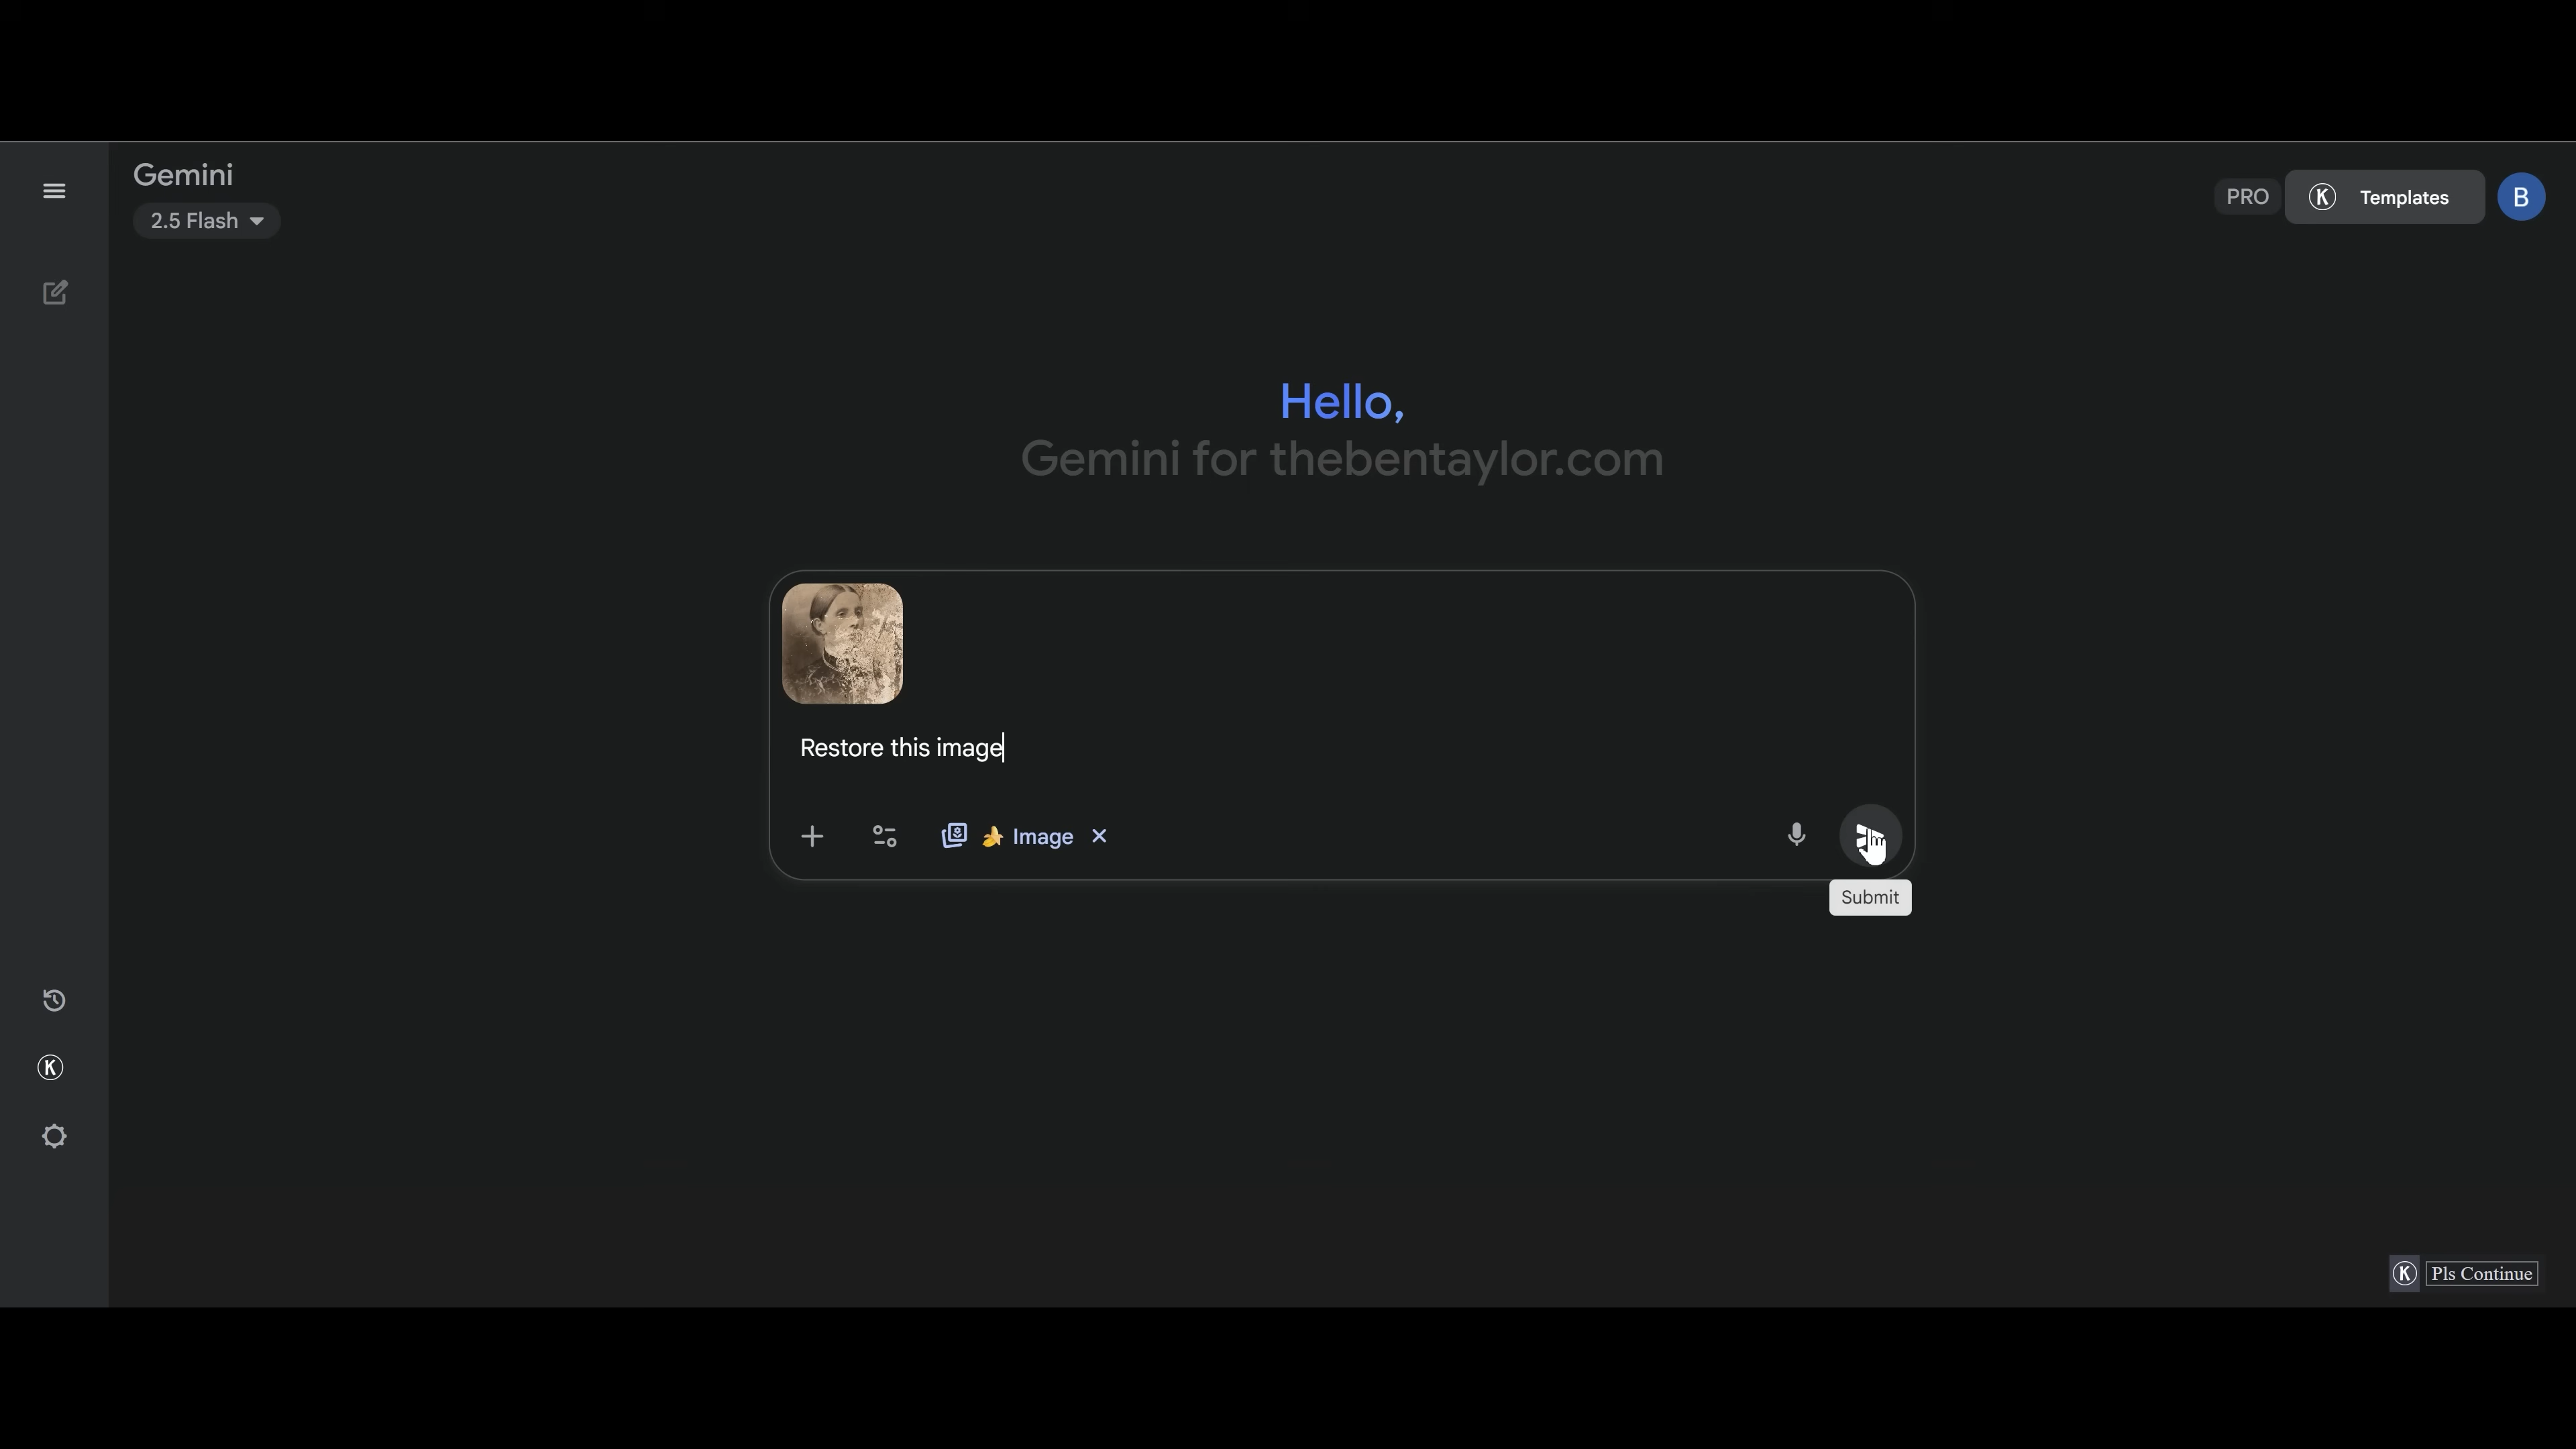 Gemini
2.5 Flash
PRO
K Templates
B
Hello,
Gemini for thebentaylor.com
Restore this image
Image
Submit
K
K Pls Continue